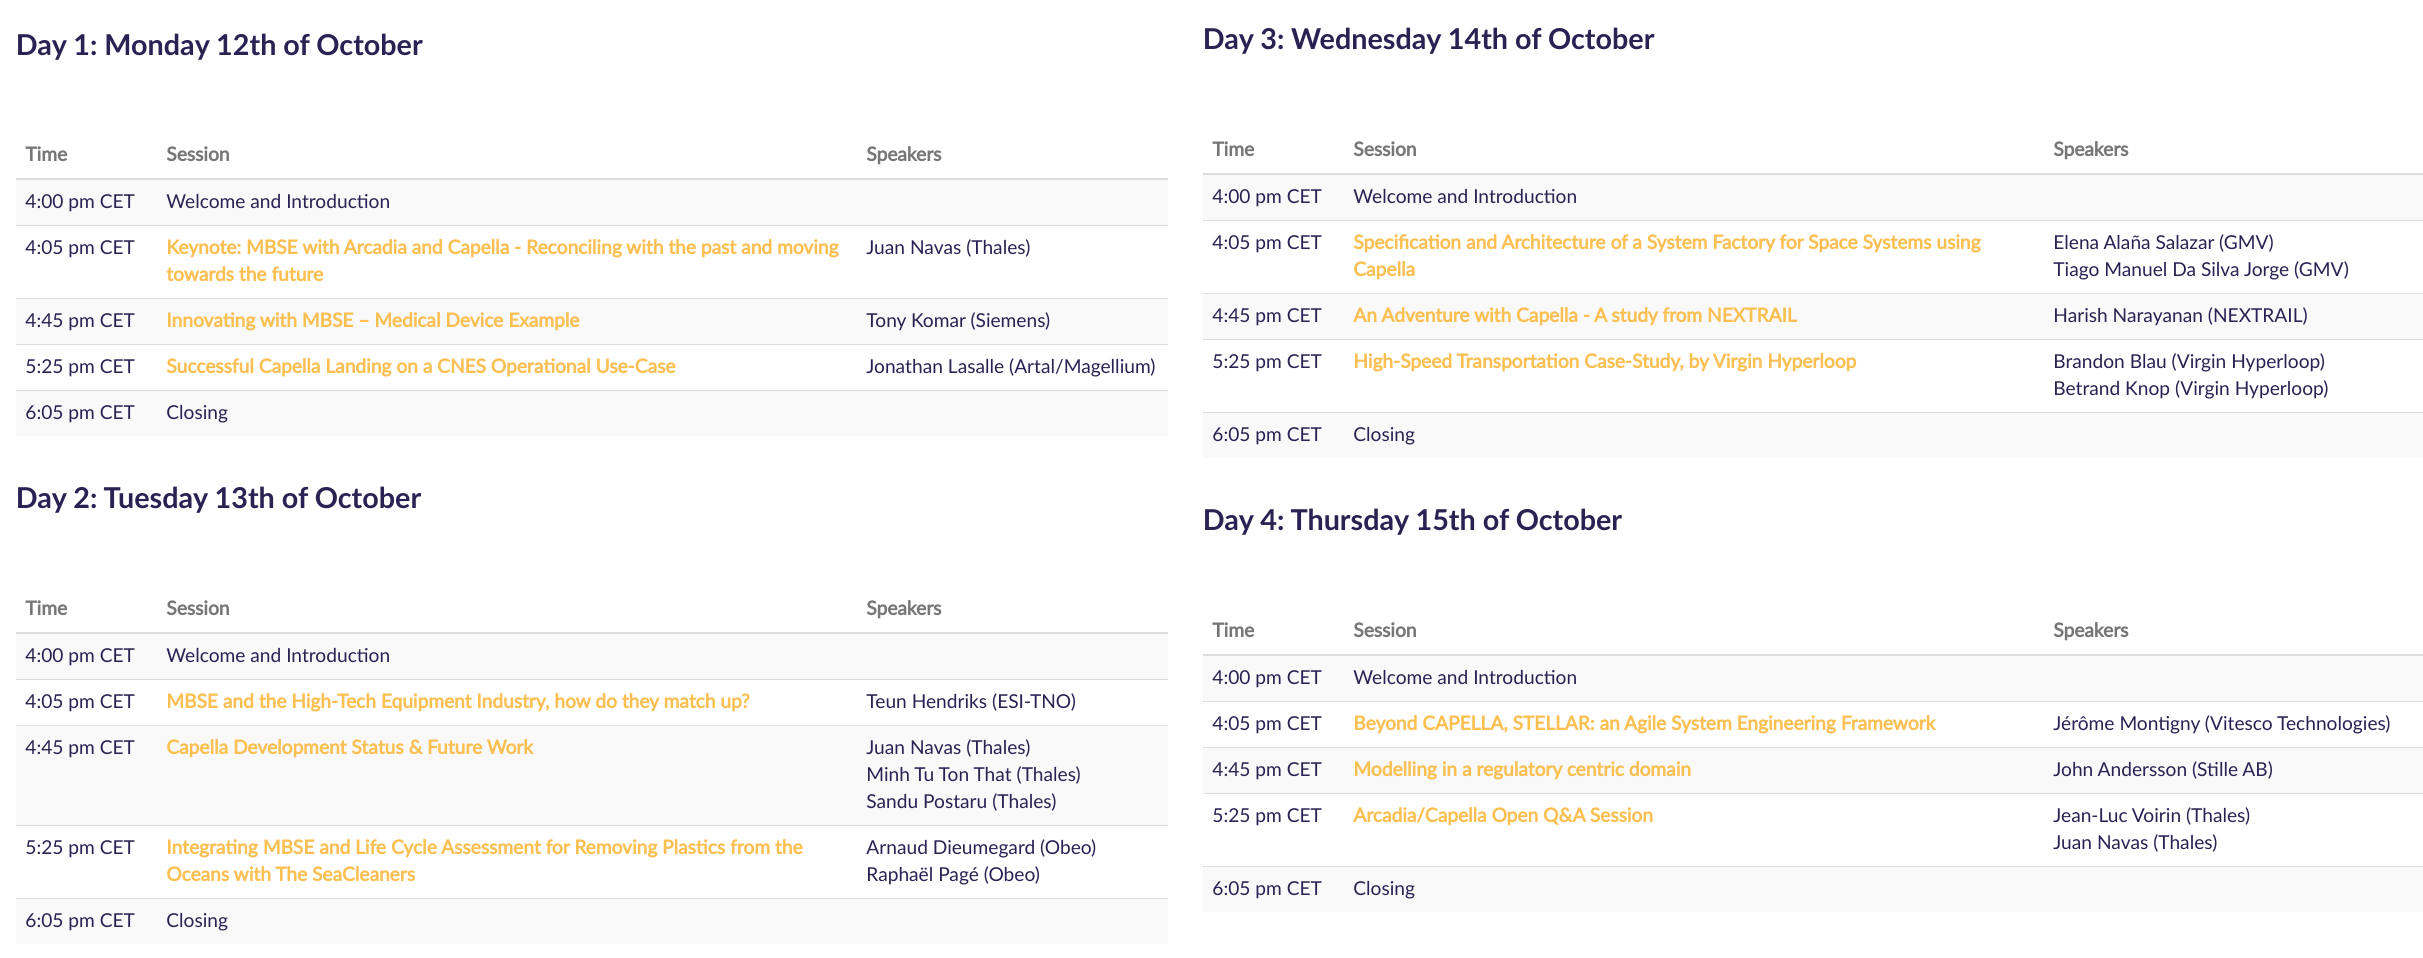 Day 1: Monday 12th of October
Time Session Speakers
4:00 pm CET Welcome and Introduction
4:05 pm CET Keynote: MBSE with Arcadia and Capella - Reconciling with the past and moving Juan Navas (Thales)
towards the future
4:45 pm CET Innovating with MBSE – Medical Device Example Tony Komar (Siemens)
5:25 pm CET Successful Capella Landing on a CNES Operational Use-Case Jonathan Lasalle (Artal/Magellium)
6:05 pm CET Closing
Day 2: Tuesday 13th of October
Time Session Speakers
4:00 pm CET Welcome and Introduction
4:05 pm CET MBSE and the High-Tech Equipment Industry, how do they match up? Teun Hendriks (ESI-TNO)
4:45 pm CET Capella Development Status & Future Work Juan Navas (Thales)
Minh Tu Ton That (Thales)
Sandu Postaru (Thales)
5:25 pm CET Integrating MBSE and Life Cycle Assessment for Removing Plastics from the Arnaud Dieumegard (Obeo)
Oceans with The SeaCleaners Raphaël Pagé (Obeo)
6:05 pm CET Closing
Day 3: Wednesday 14th of October
Time Session Speakers
4:00 pm CET Welcome and Introduction
4:05 pm CET Specification and Architecture of a System Factory for Space Systems using Elena Alaña Salazar (GMV)
Capella Tiago Manuel Da Silva Jorge (GMV)
4:45 pm CET An Adventure with Capella - A study from NEXTRAIL Harish Narayanan (NEXTRAIL)
5:25 pm CET High-Speed Transportation Case-Study, by Virgin Hyperloop Brandon Blau (Virgin Hyperloop)
Betrand Knop (Virgin Hyperloop)
6:05 pm CET Closing
Day 4: Thursday 15th of October
Time Session Speakers
4:00 pm CET Welcome and Introduction
4:05 pm CET Beyond CAPELLA, STELLAR: an Agile System Engineering Framework Jérôme Montigny (Vitesco Technologies)
4:45 pm CET Modelling in a regulatory centric domain John Andersson (Stille AB)
5:25 pm CET Arcadia/Capella Open Q&A Session Jean-Luc Voirin (Thales)
Juan Navas (Thales)
6:05 pm CET Closing